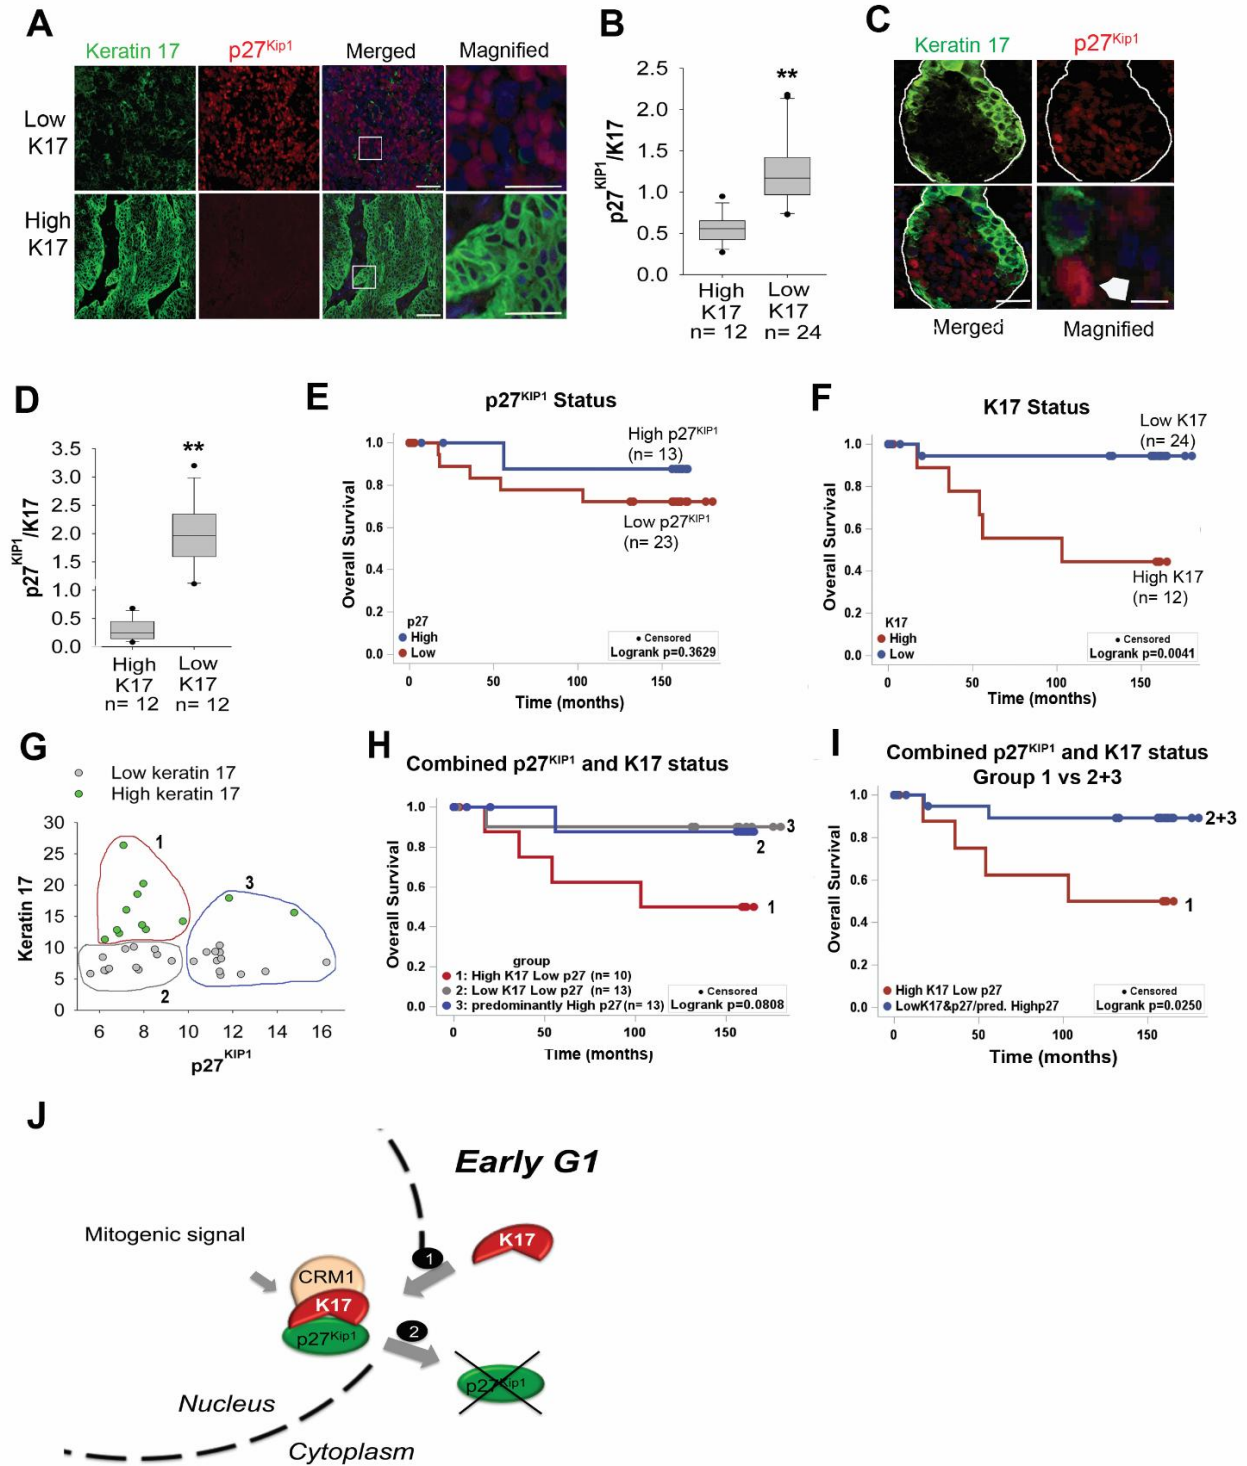 A
Keratin 17
p27Kip1
Merged
Magnified
Low
K17
High
K17
B
p27KIP1/K17
2.5
2.0
1.5
1.0
0.5
0.0
**
High
K17
n= 12
Low
K17
n= 24
C
Keratin 17
p27Kip1
Merged
Magnified
D
p27KIP1/K17
3.5
3.0
2.5
2.0
1.5
1.0
0.5
0.0
**
High
K17
n= 12
Low
K17
n= 12
E
p27KIP1 Status
Overall Survival
1.0
0.8
0.6
0.4
0.2
0.0
High p27KIP1
(n= 13)
Low p27KIP1
(n= 23)
p27
High
Low
• Censored
Logrank p=0.3629
0
50
100
150
Time (months)
F
K17 Status
Overall Survival
1.0
0.8
0.6
0.4
0.2
0.0
Low K17
(n= 24)
High K17
(n= 12)
K17
High
Low
• Censored
Logrank p=0.0041
0
50
100
150
Time (months)
G
Low keratin 17
High keratin 17
Keratin 17
30
25
20
15
10
5
0
1
3
2
6
8
10
12
14
16
p27KIP1
H
Combined p27KIP1 and K17 status
Overall Survival
1.0
0.8
0.6
0.4
0.2
0.0
3
2
1
group
1: High K17 Low p27 (n= 10)
2: Low K17 Low p27 (n= 13)
3: predominantly High p27(n= 13)
• Censored
Logrank p=0.0808
0
50
100
150
Time (months)
I
Combined p27KIP1 and K17 status
Group 1 vs 2+3
Overall Survival
1.0
0.8
0.6
0.4
0.2
0.0
2+3
1
High K17 Low p27
LowK17&p27/pred. Highp27
• Censored
Logrank p=0.0250
0
50
100
150
Time (months)
J
Early G1
Mitogenic signal
K17
1
CRM1
K17
p27Kip1
2
p27Kip1
Nucleus
Cytoplasm